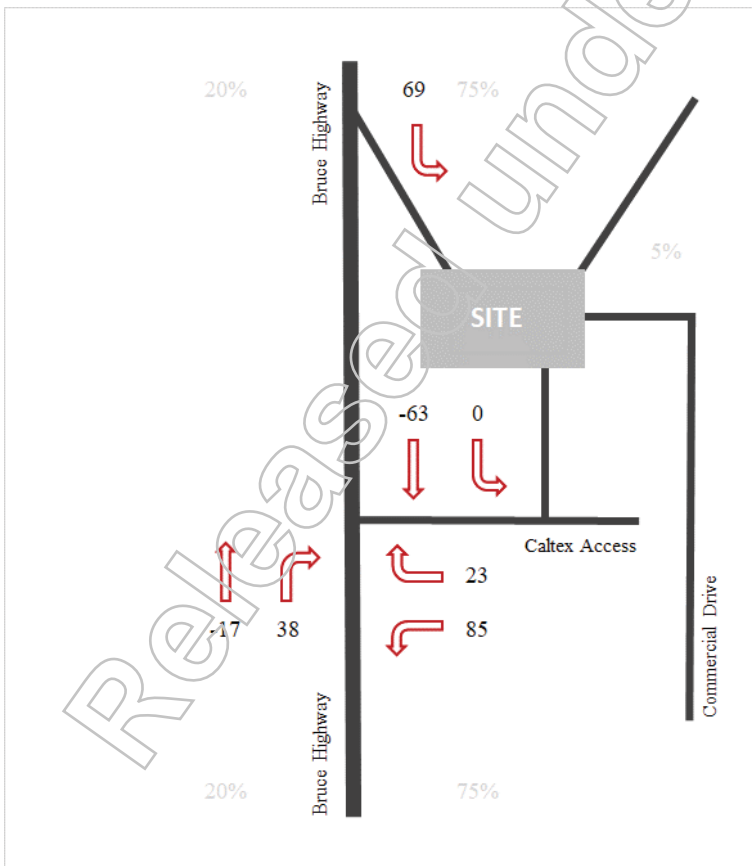 20%
69
75%
Bruce Highway
5%
SITE
-63
0
Caltex Access
23
-17
38
85
Commercial Drive
Bruce Highway
20%
75%
Released unde